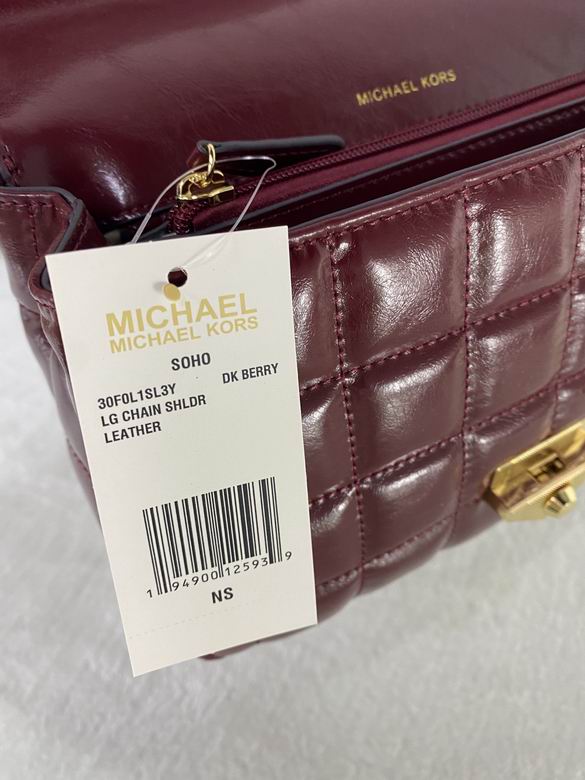 MICHAEL KORS
MICHAEL
MICHAEL KORS
SOHO
30F0L1SL3Y DK BERRY
LG CHAIN SHLDR
LEATHER
1 94900 12593 9
NS